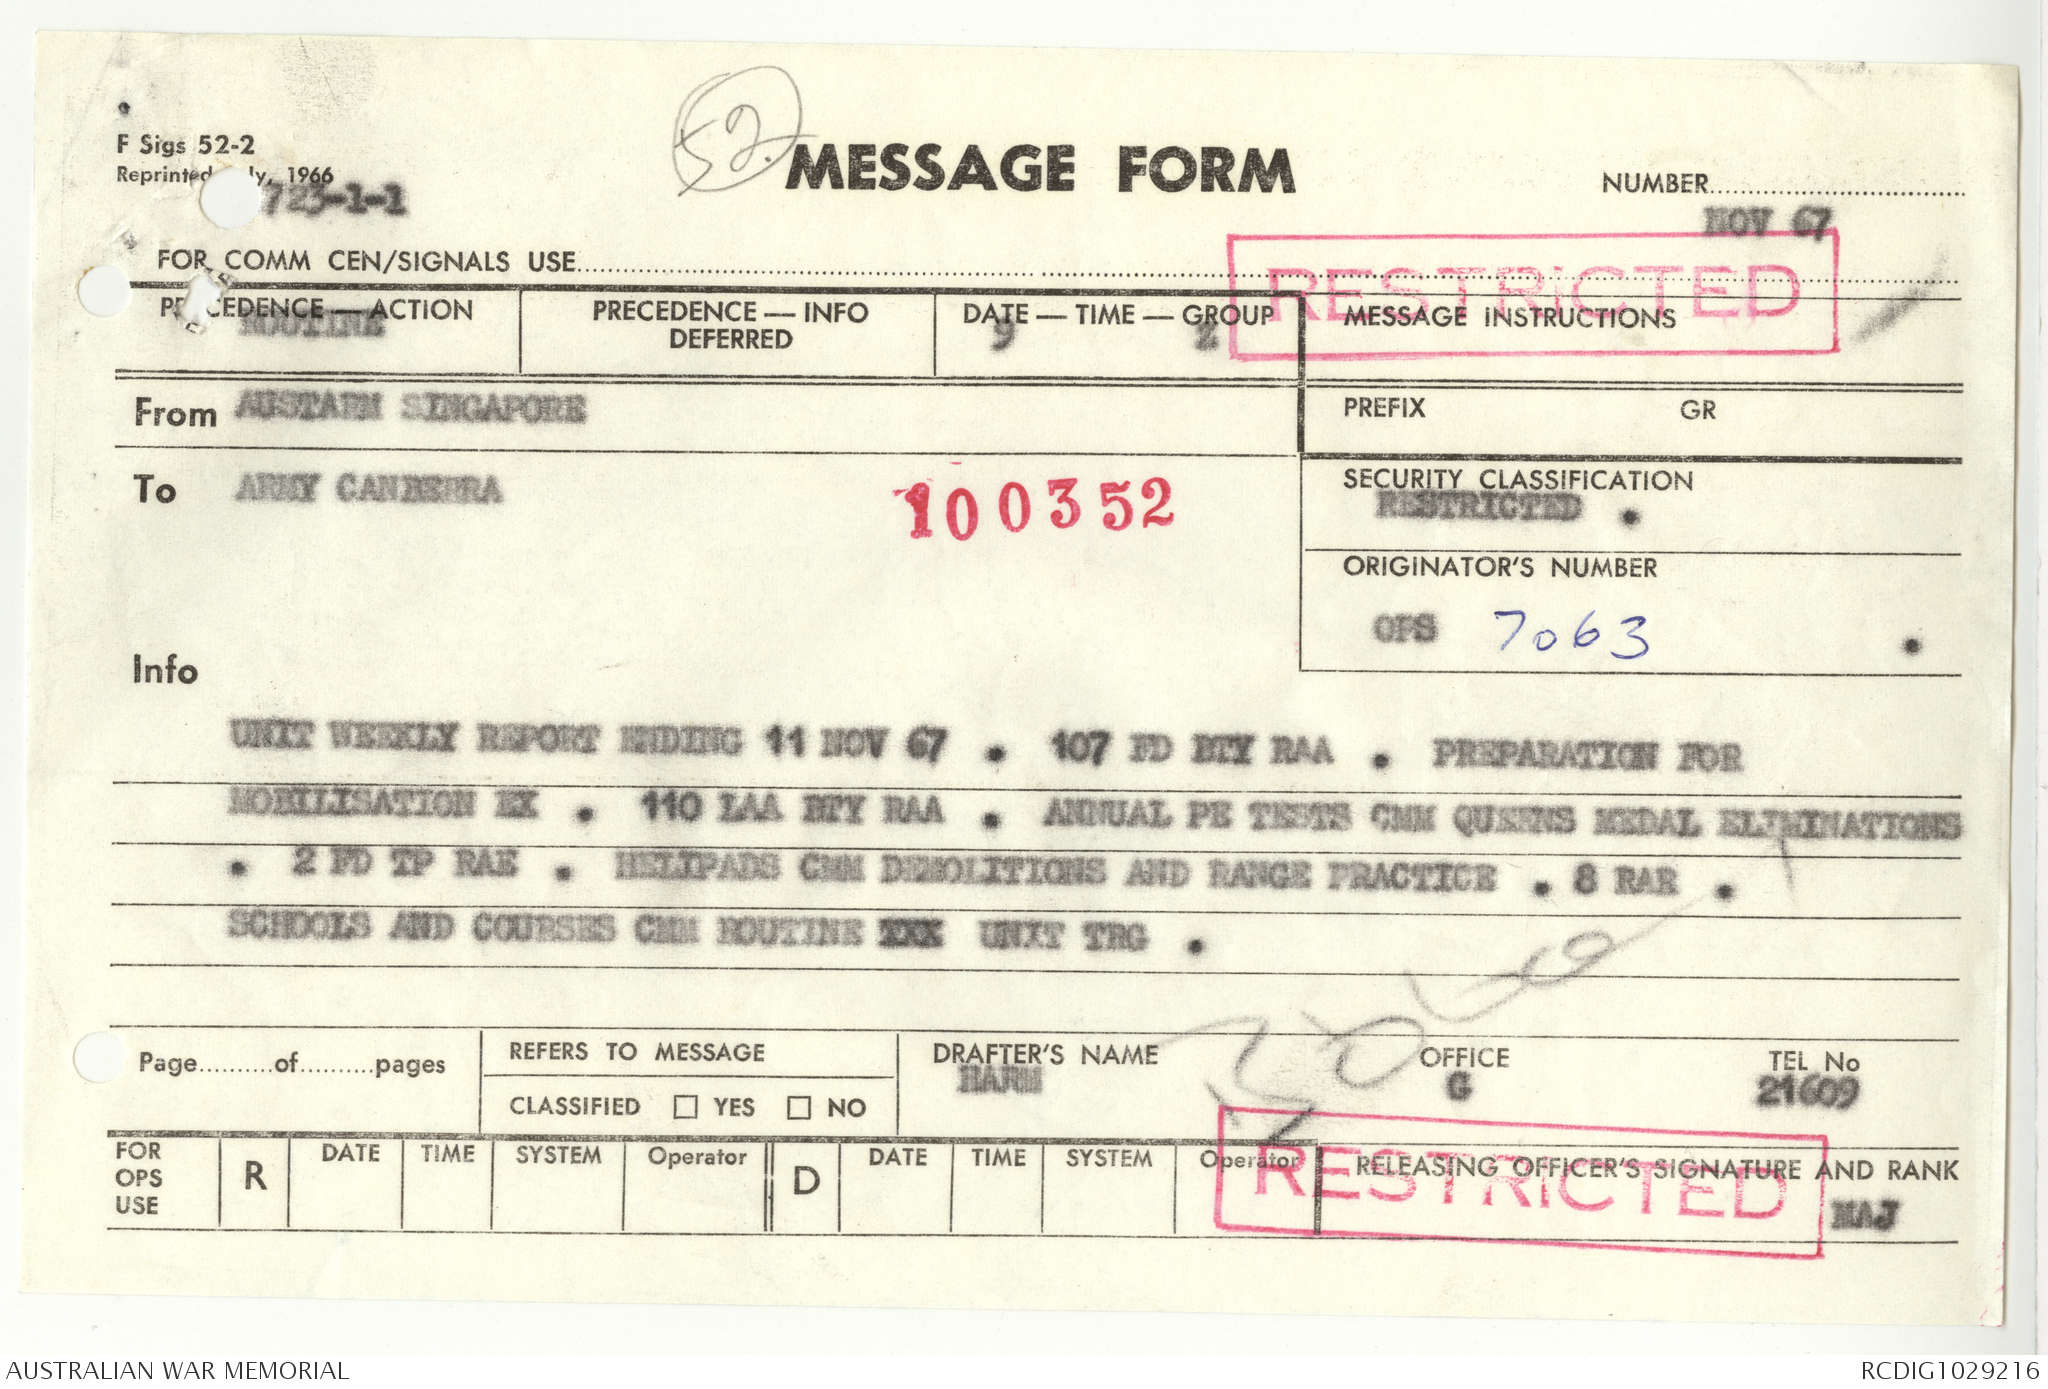 52.
F Sigs 52-2
MESSAGE FORM
Reprinted July, 1966
NUMBER
723-1-1
NOV 67
FOR COMM CEN/SIGNALS USE
RESTRICTED
PRECEDENCE — ACTION
ROUTINE
PRECEDENCE — INFO
DEFERRED
DATE — TIME — GROUP
9 Z
MESSAGE INSTRUCTIONS
From AUSTARM SINGAPORE
PREFIX GR
To ARMY CANBERRA
100352
SECURITY CLASSIFICATION
RESTRICTED .
ORIGINATOR'S NUMBER
OPS 7063 .
Info
UNIT WEEKLY REPORT ENDING 11 NOV 67 . 107 FD BTY RAA . PREPARATION FOR
MOBILISATION EX . 110 LAA BTY RAA . ANNUAL PE TESTS CMM QUEENS MEDAL ELIMINATIONS
. 2 FD TP RAE . HELIPADS CMM DEMOLITIONS AND RANGE PRACTICE . 8 RAR .
SCHOOLS AND COURSES CMM ROUTINE XXX UNIT TRG .
Page..........of..........pages
REFERS TO MESSAGE
CLASSIFIED YES NO
DRAFTER'S NAME
OFFICE
G
TEL No
21609
FOR OPS USE
R DATE TIME SYSTEM Operator
D DATE TIME SYSTEM Operator
RELEASING OFFICER'S SIGNATURE AND RANK
RESTRICTED
MAJ
AUSTRALIAN WAR MEMORIAL
RCDIG1029216